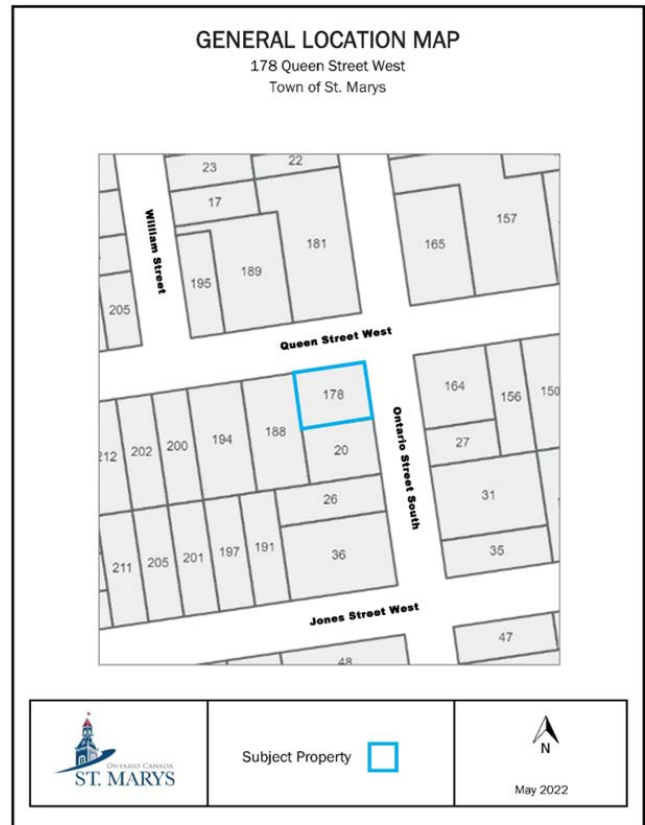 GENERAL LOCATION MAP
178 Queen Street West
Town of St. Marys
23
22
17
William Street
181
165
157
195
189
205
Queen Street West
178
164
156
150
212
202
200
194
188
20
Ontario Street South
27
26
31
211
205
201
197
191
36
35
Jones Street West
47
48
ONTARIO CANADA
ST. MARYS
Subject Property
N
May 2022